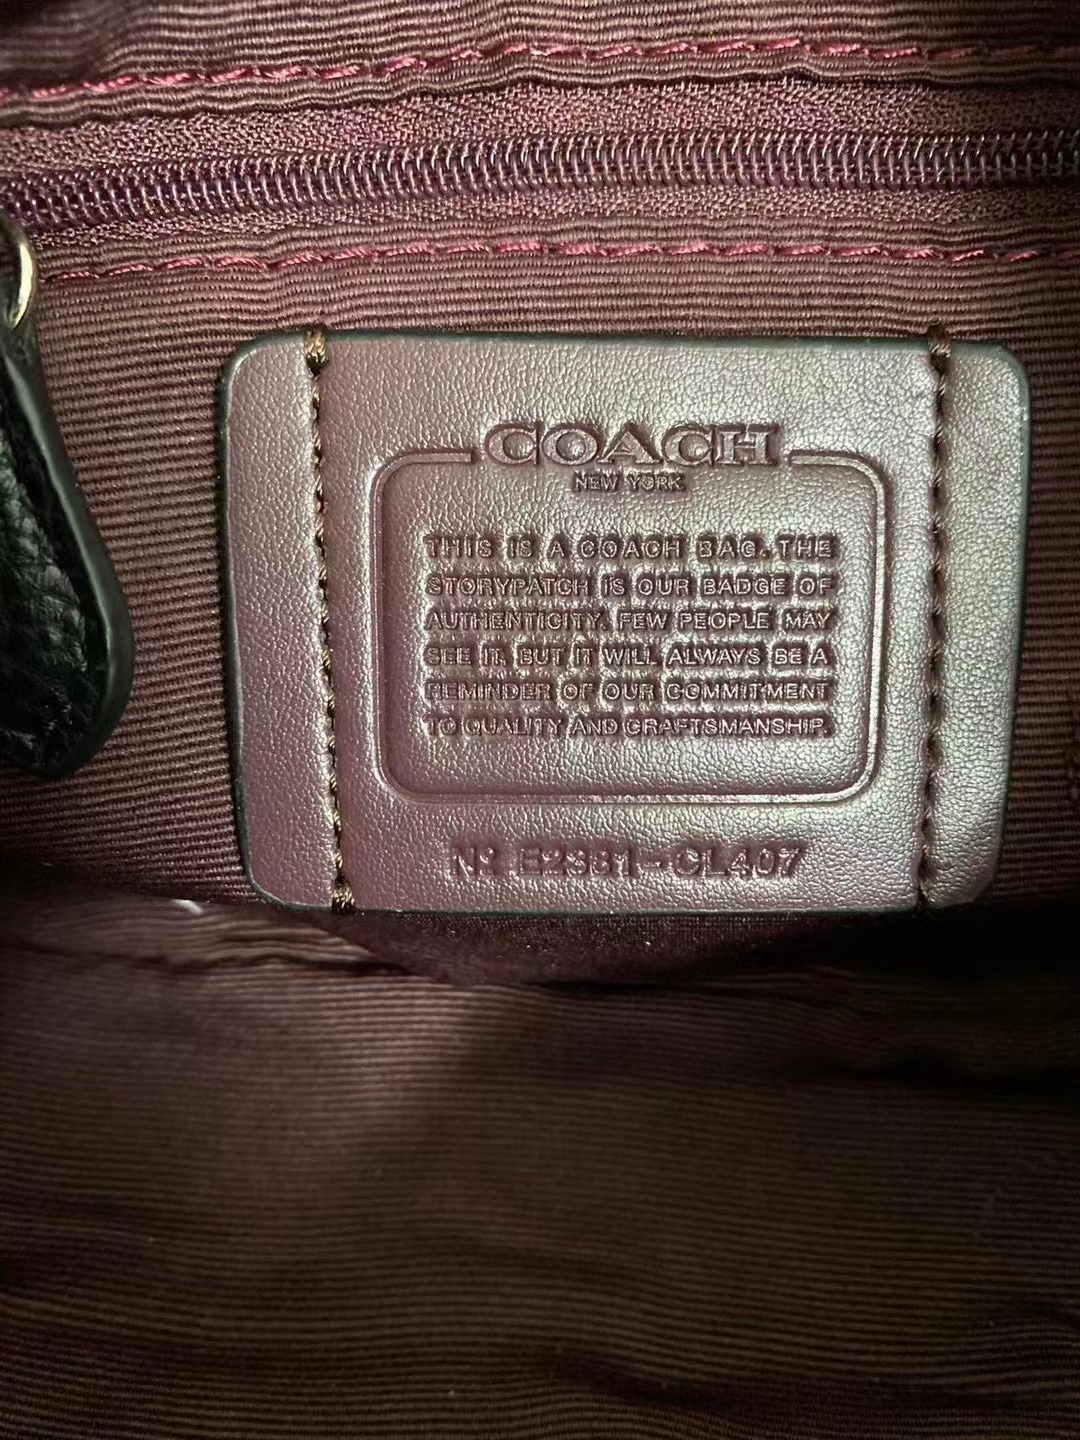 COACH
NEW YORK
THIS IS A COACH BAG. THE
STORYPATCH IS OUR BADGE OF
AUTHENTICITY. FEW PEOPLE MAY
SEE IT, BUT IT WILL ALWAYS BE A
REMINDER OF OUR COMMITMENT
TO QUALITY AND CRAFTSMANSHIP.
Nº E2381-CL407